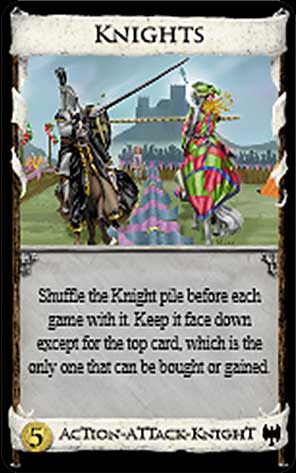 KNIGHTS
Shuffle the Knight pile before each
game with it. Keep it face down
except for the top card, which is the
only one that can be bought or gained.
5 ACTION-ATTACK-KNIGHT